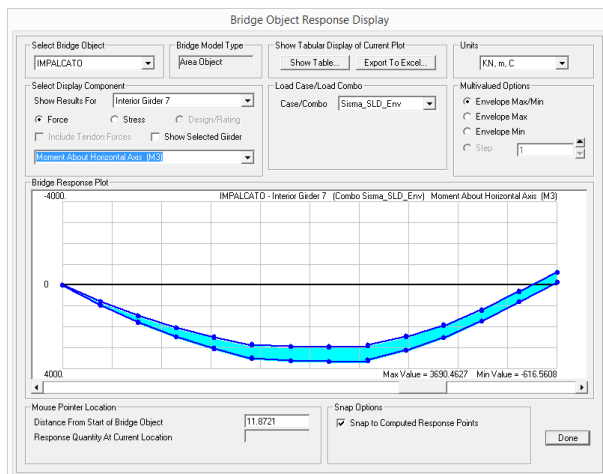 Bridge Object Response Display
Select Bridge Object
IMPALCATO
Bridge Model Type
Area Object
Show Tabular Display of Current Plot
Show Table...
Export To Excel...
Units
KN, m, C
Select Display Component
Show Results For
Interior Girder 7
Force
Stress
Design/Rating
Include Tendon Forces
Show Selected Girder
Moment About Horizontal Axis (M3)
Load Case/Load Combo
Case/Combo
Sisma_SLD_Env
Multivalued Options
Envelope Max/Min
Envelope Max
Envelope Min
Step
1
Bridge Response Plot
-4000.
IMPALCATO - Interior Girder 7 (Combo Sisma_SLD_Env) Moment About Horizontal Axis (M3)
0
4000.
Max Value = 3690.4627 Min Value = -616.5608
Mouse Pointer Location
Distance From Start of Bridge Object
11.8721
Response Quantity At Current Location
Snap Options
Snap to Computed Response Points
Done